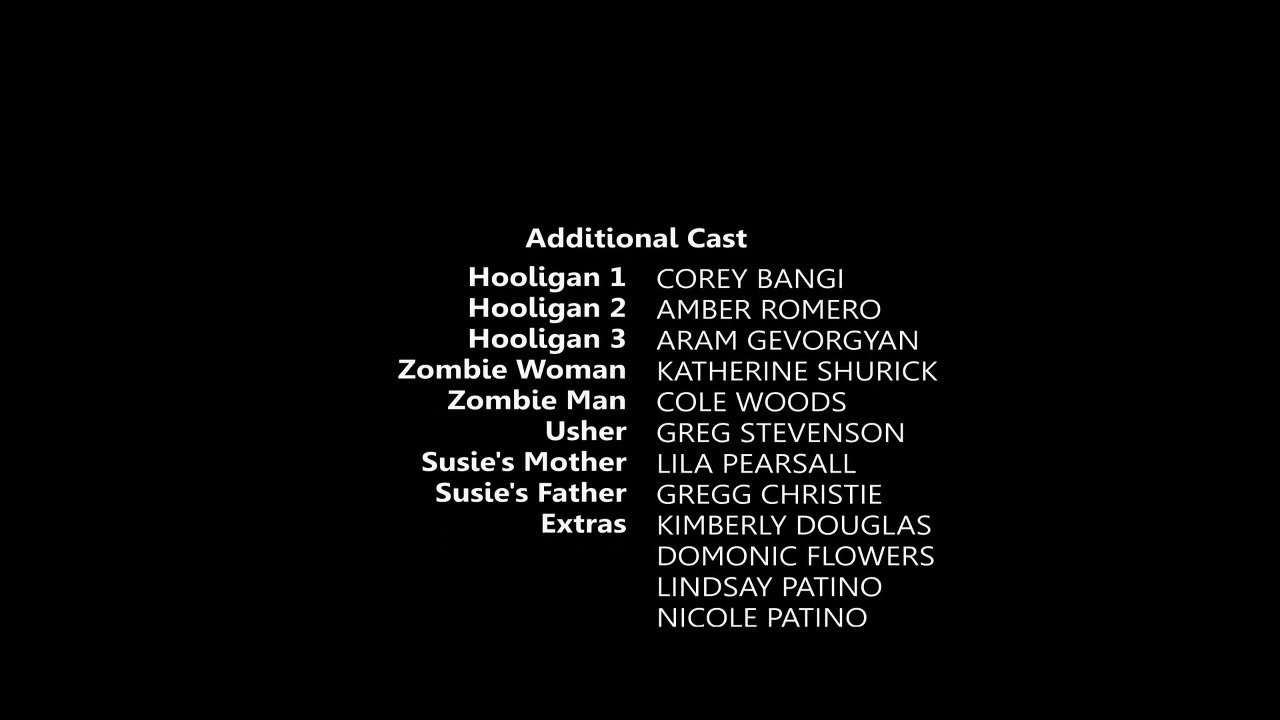 Additional Cast
Hooligan 1 COREY BANGI
Hooligan 2 AMBER ROMERO
Hooligan 3 ARAM GEVORGYAN
Zombie Woman KATHERINE SHURICK
Zombie Man COLE WOODS
Usher GREG STEVENSON
Susie's Mother LILA PEARSALL
Susie's Father GREGG CHRISTIE
Extras KIMBERLY DOUGLAS
DOMONIC FLOWERS
LINDSAY PATINO
NICOLE PATINO